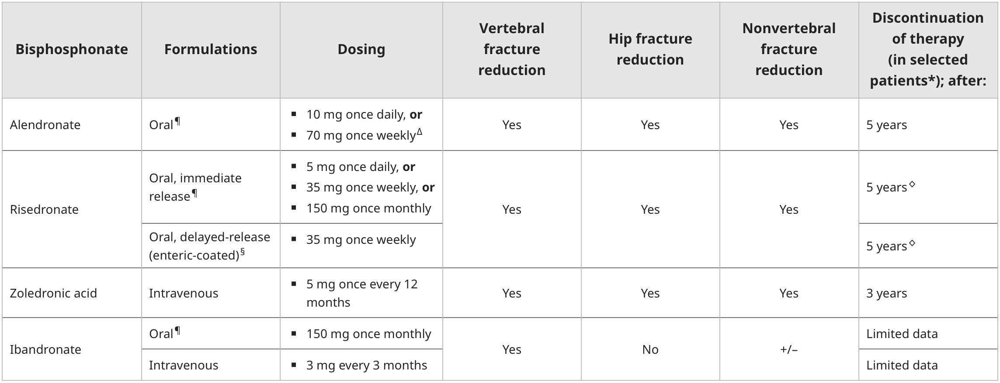 Bisphosphonate
Formulations
Dosing
Vertebral
fracture
reduction
Hip fracture
reduction
Nonvertebral
fracture
reduction
Discontinuation
of therapy
(in selected
patients*); after:
Alendronate
Oral¶
▪ 10 mg once daily, or
▪ 70 mg once weeklyΔ
Yes
Yes
Yes
5 years
Risedronate
Oral, immediate
release¶
▪ 5 mg once daily, or
▪ 35 mg once weekly, or
▪ 150 mg once monthly
Yes
Yes
Yes
5 years◇
Oral, delayed-release
(enteric-coated)§
▪ 35 mg once weekly
5 years◇
Zoledronic acid
Intravenous
▪ 5 mg once every 12
months
Yes
Yes
Yes
3 years
Ibandronate
Oral¶
▪ 150 mg once monthly
Yes
No
+/–
Limited data
Intravenous
▪ 3 mg every 3 months
Limited data